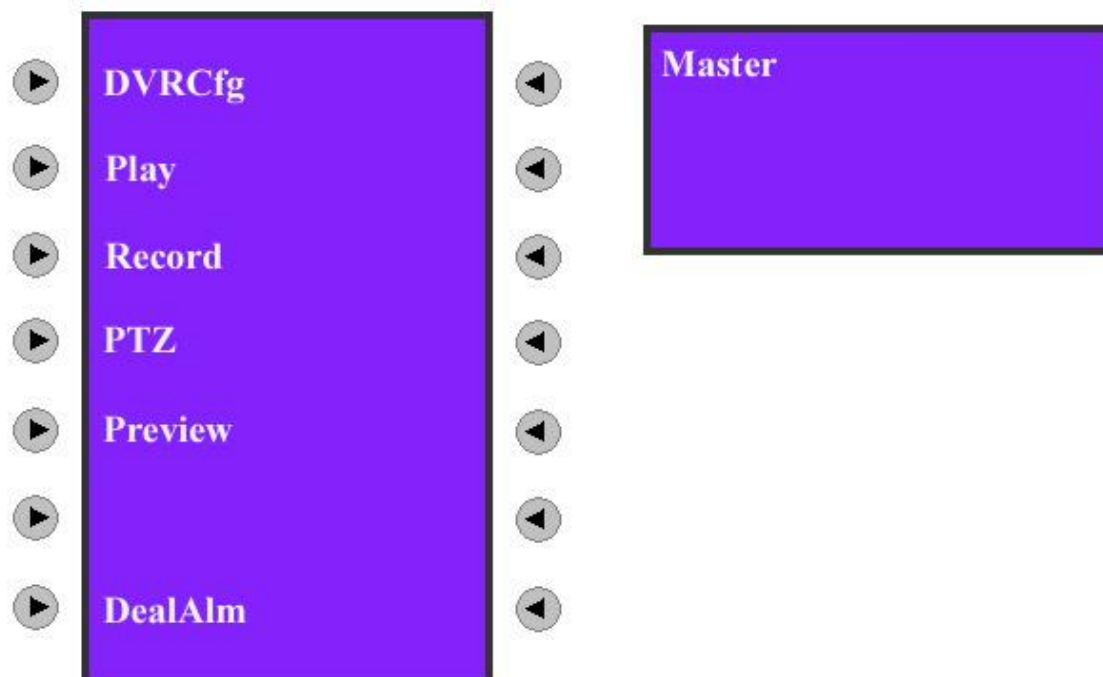 DVRCfg
Play
Record
PTZ
Preview
DealAlm
Master